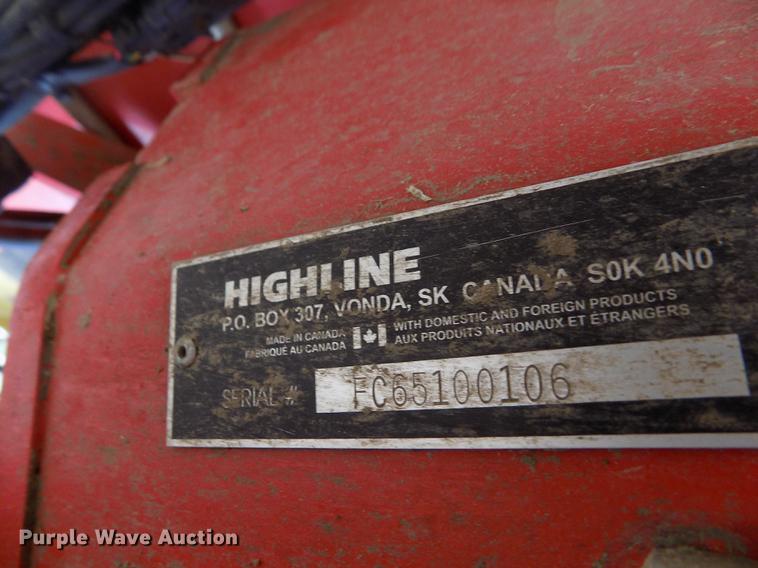 HIGHLINE
P.O. BOX 307, VONDA, SK CANADA S0K 4N0
MADE IN CANADA
FABRIQUÉ AU CANADA
WITH DOMESTIC AND FOREIGN PRODUCTS
AUX PRODUCTS NATIONAUX ET ÉTRANGERS
SERIAL # FC65100106
Purple Wave Auction